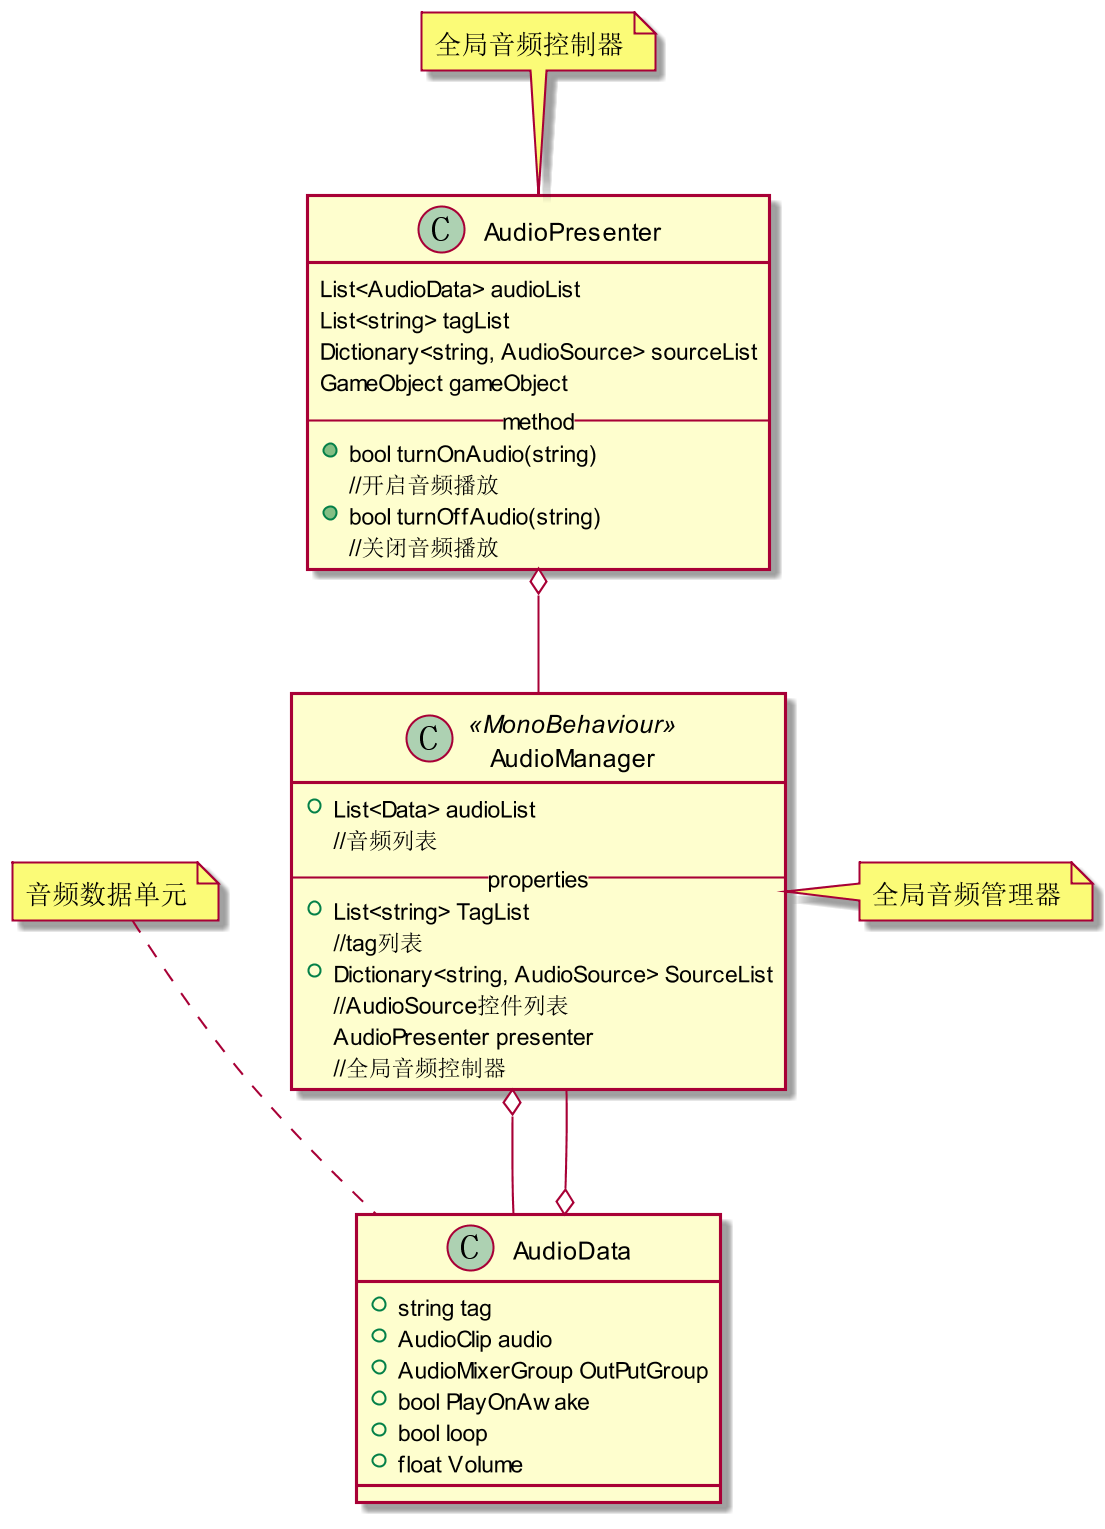 全局音频控制器
C AudioPresenter
List<AudioData> audioList
List<string> tagList
Dictionary<string, AudioSource> sourceList
GameObject gameObject
method
bool turnOnAudio(string)
//开启音频播放
bool turnOffAudio(string)
//关闭音频播放
C «MonoBehaviour»
AudioManager
List<Data> audioList
//音频列表
properties
List<string> TagList
//tag列表
Dictionary<string, AudioSource> SourceList
//AudioSource控件列表
AudioPresenter presenter
//全局音频控制器
音频数据单元
全局音频管理器
C AudioData
string tag
AudioClip audio
AudioMixerGroup OutPutGroup
bool PlayOnAwake
bool loop
float Volume